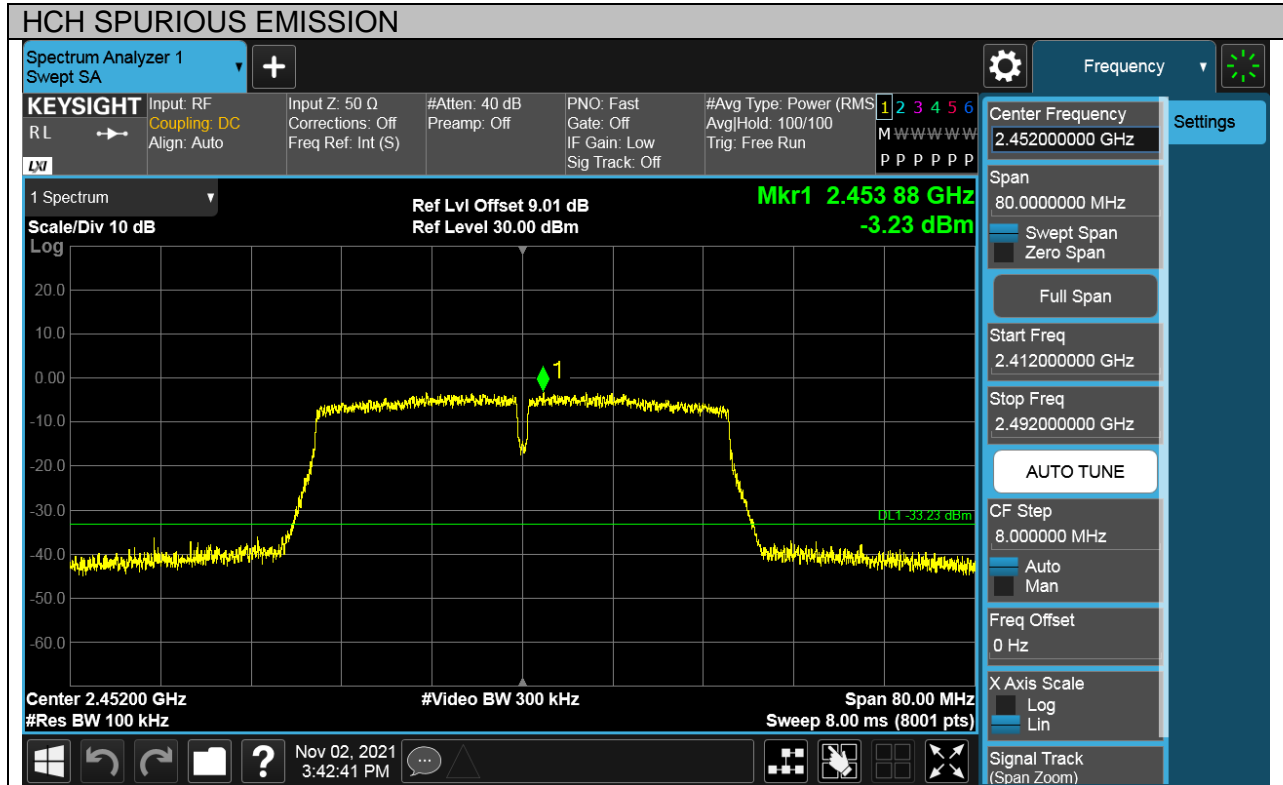 HCH SPURIOUS EMISSION
Spectrum Analyzer 1
Swept SA
Frequency
KEYSIGHT
RL
LXI
Input: RF
Coupling: DC
Align: Auto
Input Z: 50 Ω
Corrections: Off
Freq Ref: Int (S)
#Atten: 40 dB
Preamp: Off
PNO: Fast
Gate: Off
IF Gain: Low
Sig Track: Off
#Avg Type: Power (RMS
Avg|Hold: 100/100
Trig: Free Run
1 2 3 4 5 6
M W W W W W
P P P P P P
Center Frequency
2.452000000 GHz
Settings
Span
80.0000000 MHz
Swept Span
Zero Span
Full Span
Start Freq
2.412000000 GHz
Stop Freq
2.492000000 GHz
AUTO TUNE
CF Step
8.000000 MHz
Auto
Man
Freq Offset
0 Hz
X Axis Scale
Log
Lin
Signal Track
(Span Zoom)
1 Spectrum
Scale/Div 10 dB
Ref Lvl Offset 9.01 dB
Ref Level 30.00 dBm
Mkr1 2.453 88 GHz
-3.23 dBm
Log
20.0
10.0
0.00
-10.0
-20.0
-30.0
-40.0
-50.0
-60.0
1
DL1 -33.23 dBm
Center 2.45200 GHz
#Video BW 300 kHz
Span 80.00 MHz
#Res BW 100 kHz
Sweep 8.00 ms (8001 pts)
?
Nov 02, 2021
3:42:41 PM